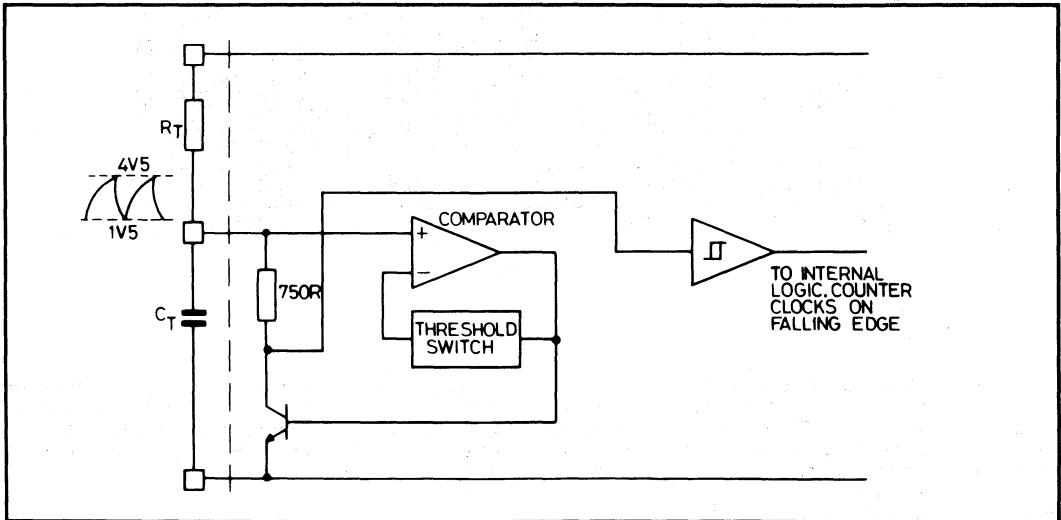 RT
4V5
1V5
COMPARATOR
+
−
750R
CT
THRESHOLD
SWITCH
TO INTERNAL
LOGIC. COUNTER
CLOCKS ON
FALLING EDGE